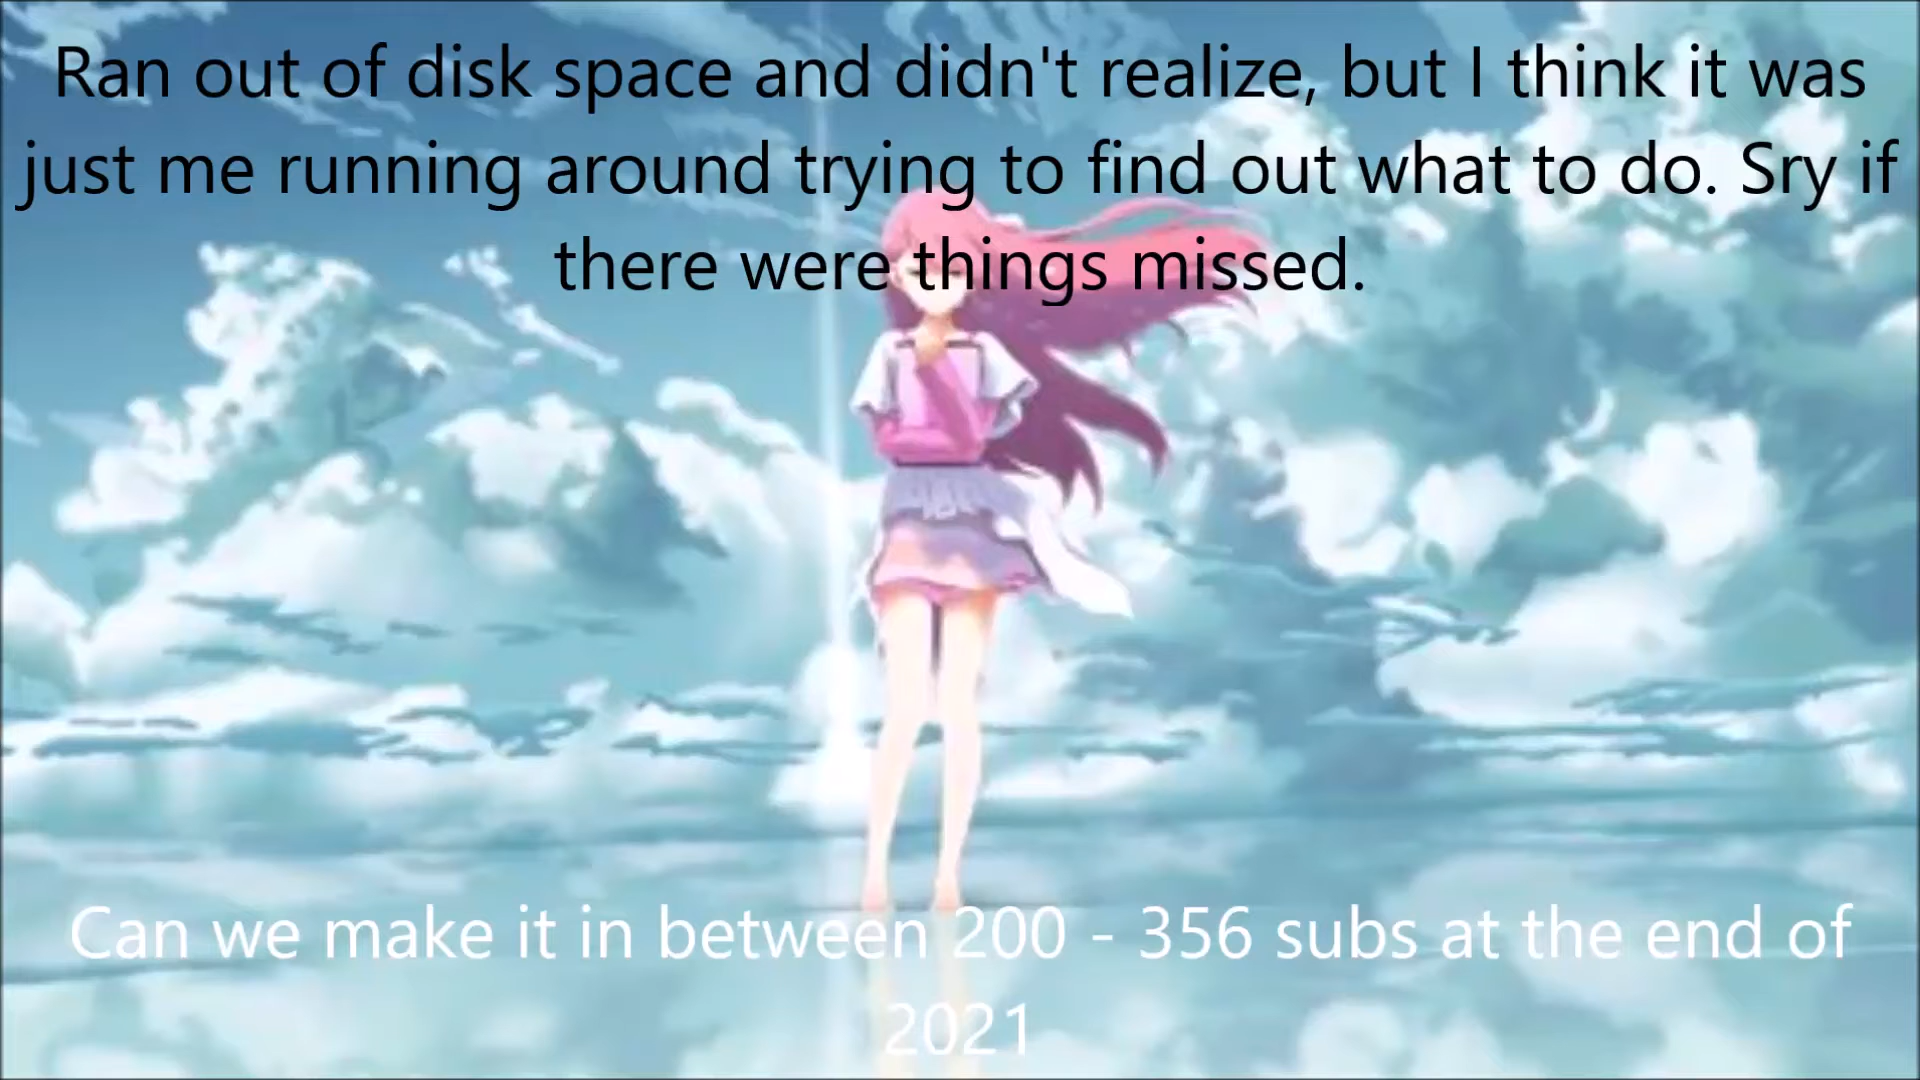 Ran out of disk space and didn't realize, but I think it was
just me running around trying to find out what to do. Sry if
there were things missed.
Can we make it in between 200 - 356 subs at the end of
2021